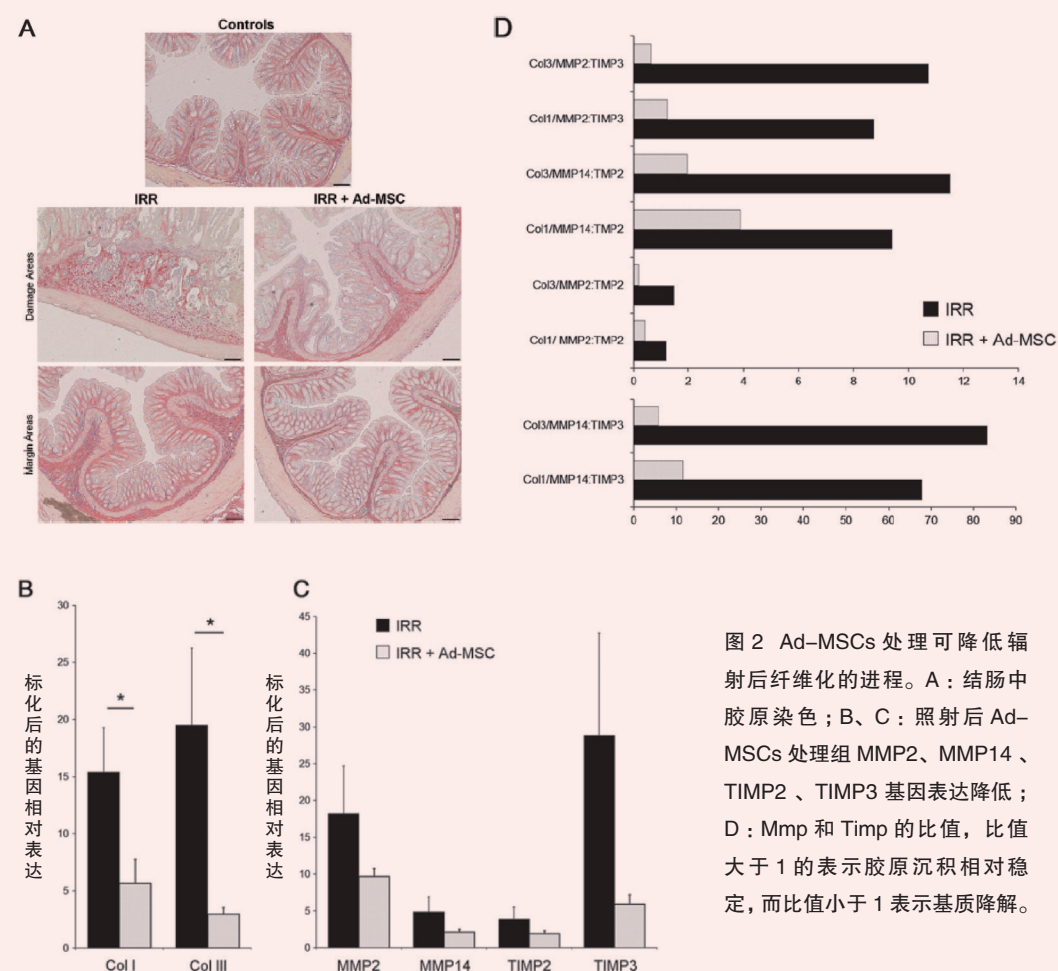 A
Controls
IRR
IRR + Ad-MSC
Damage Areas
Margin Areas
D
Col3/MMP2:TIMP3
Col1/MMP2:TIMP3
Col3/MMP14:TMP2
Col1/MMP14:TMP2
Col3/MMP2:TMP2
Col1/ MMP2:TMP2
IRR
IRR + Ad-MSC
0 2 4 6 8 10 12 14
Col3/MMP14:TIMP3
Col1/MMP14:TIMP3
0 10 20 30 40 50 60 70 80 90
B
标化后的基因相对表达
30
25
20
15
10
5
0
*
*
Col I Col III
C
标化后的基因相对表达
45
40
35
30
25
20
15
10
5
0
IRR
IRR + Ad-MSC
MMP2 MMP14 TIMP2 TIMP3
图 2 Ad–MSCs 处理可降低辐
射后纤维化的进程。A：结肠中
胶原染色；B、C：照射后 Ad–
MSCs 处理组 MMP2、MMP14、
TIMP2 、TIMP3 基因表达降低；
D：Mmp 和 Timp 的比值，比值
大于 1 的表示胶原沉积相对稳
定，而比值小于 1 表示基质降解。